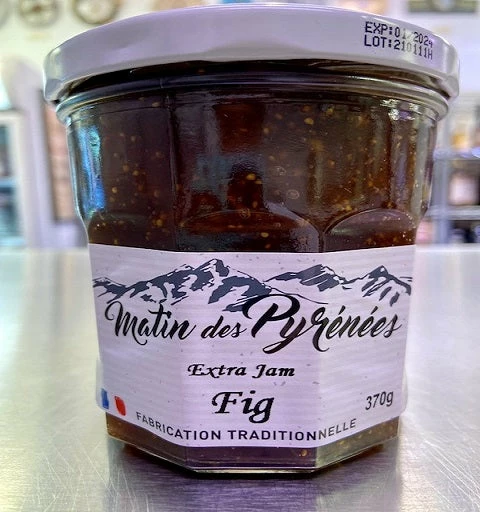 EXP:01/2024
LOT:210111H
Matin des Pyrénées
Extra Jam
Fig
370g
FABRICATION TRADITIONNELLE